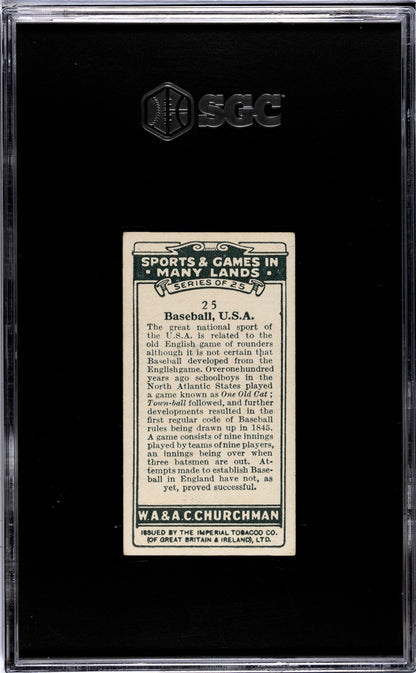 SGC
SPORTS & GAMES IN
MANY LANDS
SERIES OF 25
25
Baseball, U.S.A.
The great national sport of
the U.S.A. is related to the
old English game of rounders
although it is not certain that
Baseball developed from the
Englishgame. Overonehundred
years ago schoolboys in the
North Atlantic States played
a game known as One Old Cat;
Town-ball followed, and further
developments resulted in the
first regular code of Baseball
rules being drawn up in 1845.
A game consists of nine innings
played by teams of nine players,
an innings being over when
three batsmen are out. At-
tempts made to establish Base-
ball in England have not, as
yet, proved successful.
W.A.& A.C.CHURCHMAN
ISSUED BY THE IMPERIAL TOBACCO CO.
(OF GREAT BRITAIN & IRELAND), LTD.